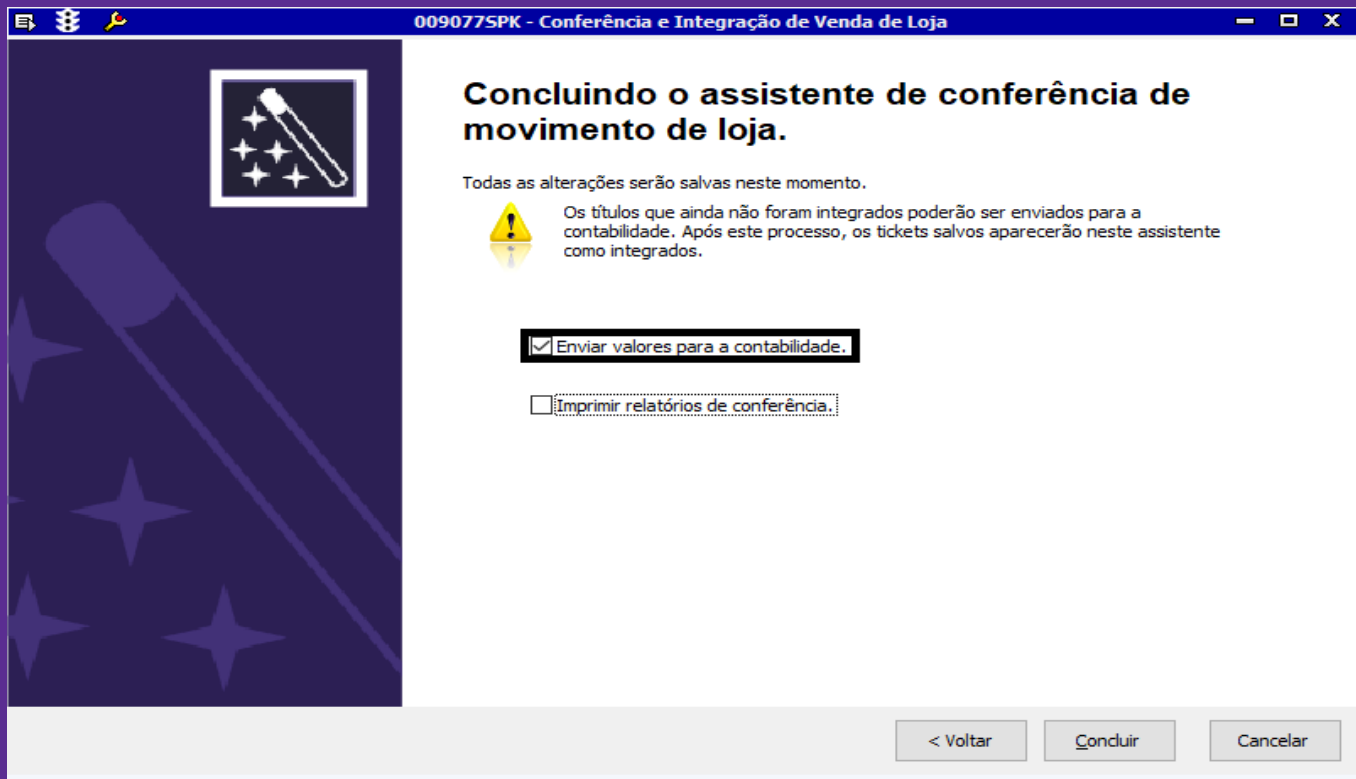 009077SPK - Conferência e Integração de Venda de Loja
Concluindo o assistente de conferência de
movimento de loja.
Todas as alterações serão salvas neste momento.
Os títulos que ainda não foram integrados poderão ser enviados para a
contabilidade. Após este processo, os tickets salvos aparecerão neste assistente
como integrados.
Enviar valores para a contabilidade.
Imprimir relatórios de conferência.
< Voltar
Concluir
Cancelar